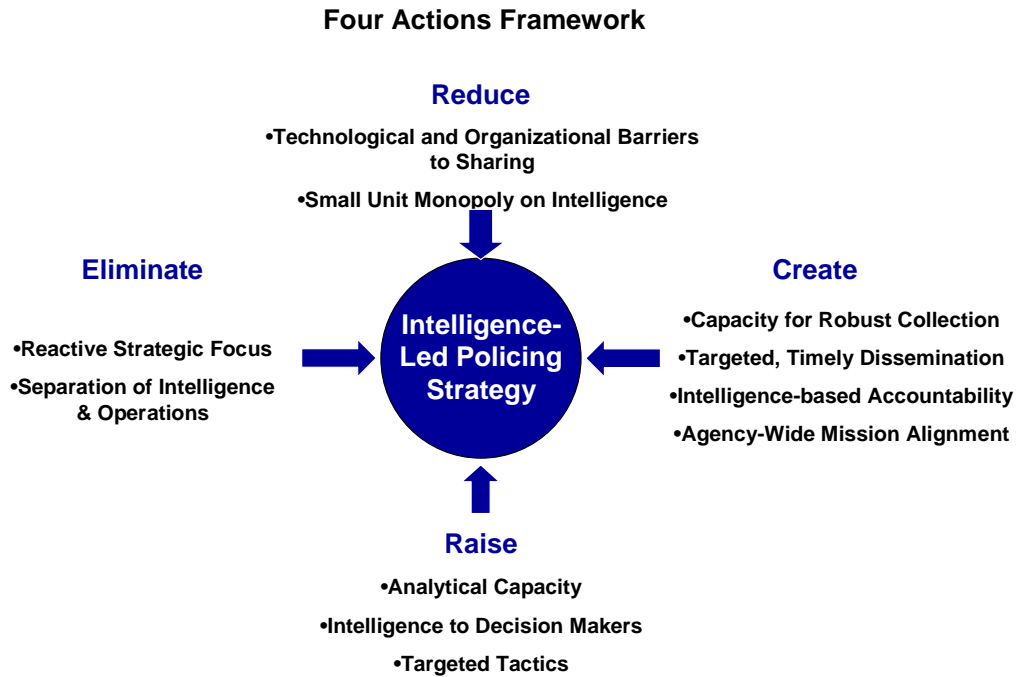 Four Actions Framework
Reduce
•Technological and Organizational Barriers
to Sharing
•Small Unit Monopoly on Intelligence
Eliminate
•Reactive Strategic Focus
•Separation of Intelligence
& Operations
Intelligence-
Led Policing
Strategy
Create
•Capacity for Robust Collection
•Targeted, Timely Dissemination
•Intelligence-based Accountability
•Agency-Wide Mission Alignment
Raise
•Analytical Capacity
•Intelligence to Decision Makers
•Targeted Tactics